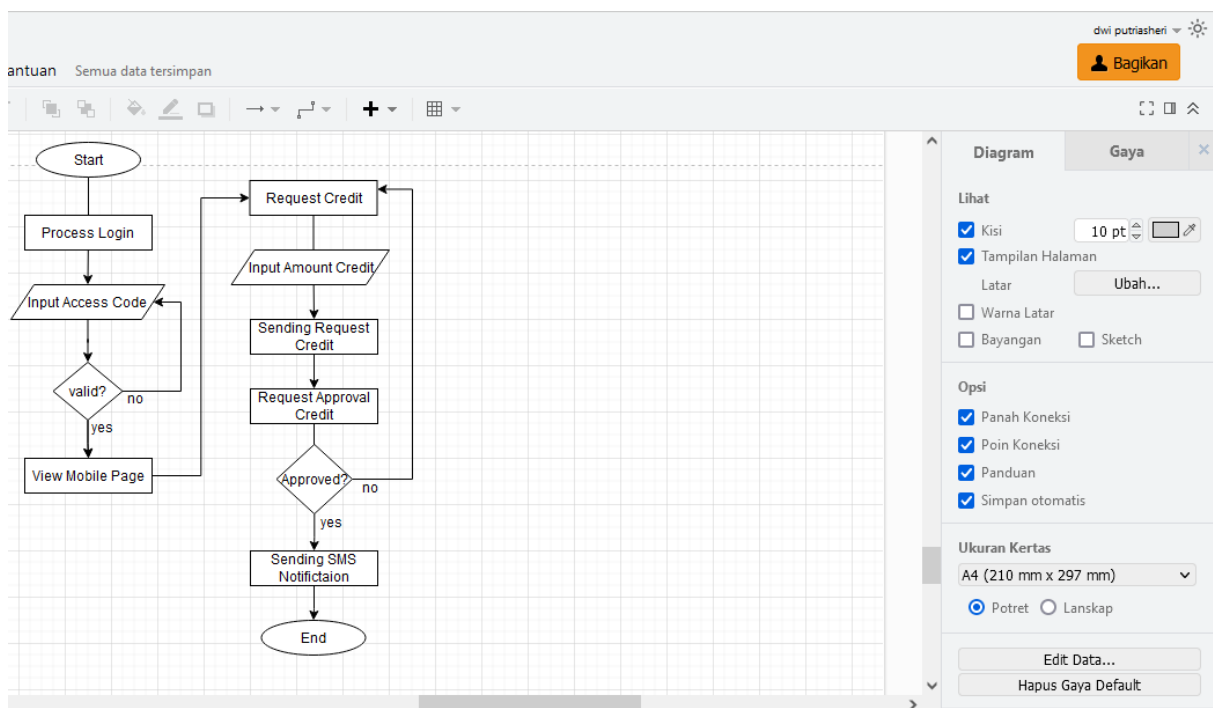 dwi putriasheri
Bagikan
antuan Semua data tersimpan
Start
Process Login
Input Access Code
valid?
no
yes
View Mobile Page
Request Credit
Input Amount Credit
Sending Request
Credit
Request Approval
Credit
Approved?
no
yes
Sending SMS
Notifictaion
End
Diagram Gaya
Lihat
Kisi 10 pt
Tampilan Halaman
Latar Ubah...
Warna Latar
Bayangan Sketch
Opsi
Panah Koneksi
Poin Koneksi
Panduan
Simpan otomatis
Ukuran Kertas
A4 (210 mm x 297 mm)
Potret Lanskap
Edit Data...
Hapus Gaya Default